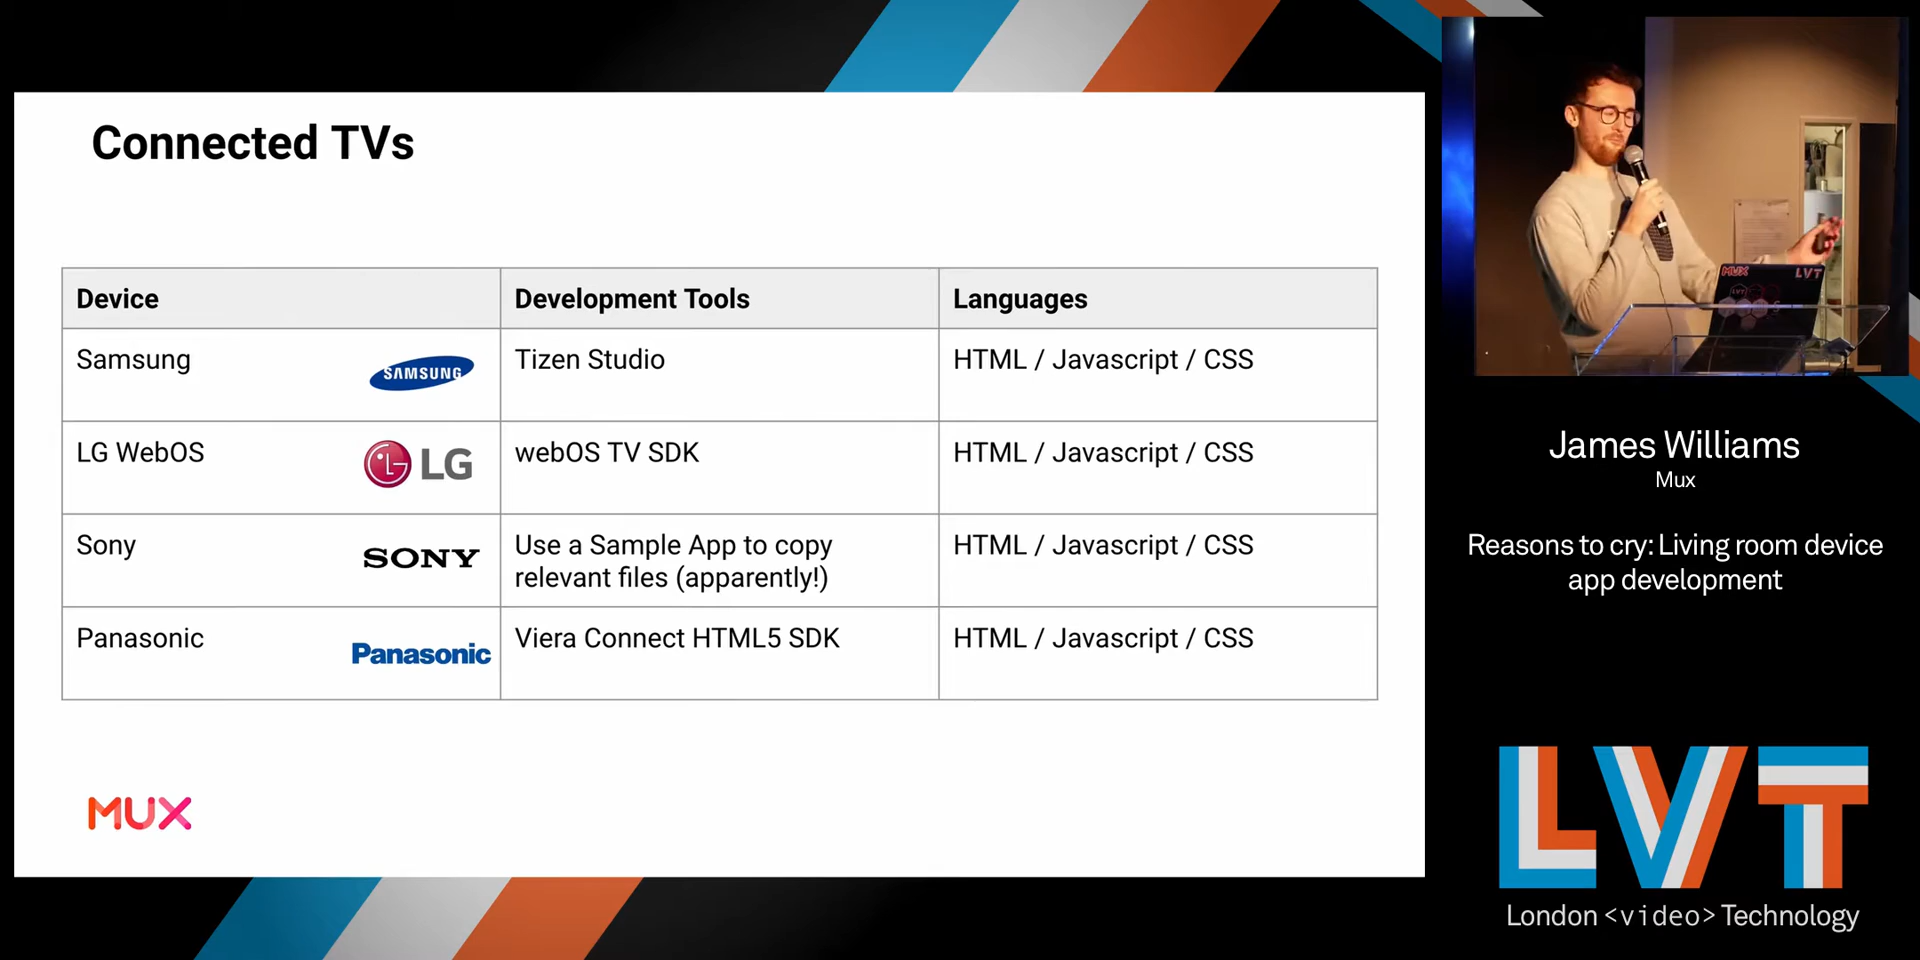 Connected TVs
Device
Development Tools
Languages
Samsung
SAMSUNG
Tizen Studio
HTML / Javascript / CSS
LG WebOS
LG
LG
webOS TV SDK
HTML / Javascript / CSS
Sony
SONY
Use a Sample App to copy
relevant files (apparently!)
HTML / Javascript / CSS
Panasonic
Panasonic
Viera Connect HTML5 SDK
HTML / Javascript / CSS
MUX
MUX
LVT
James Williams
Mux
Reasons to cry: Living room device
app development
LVT
London <video> Technology